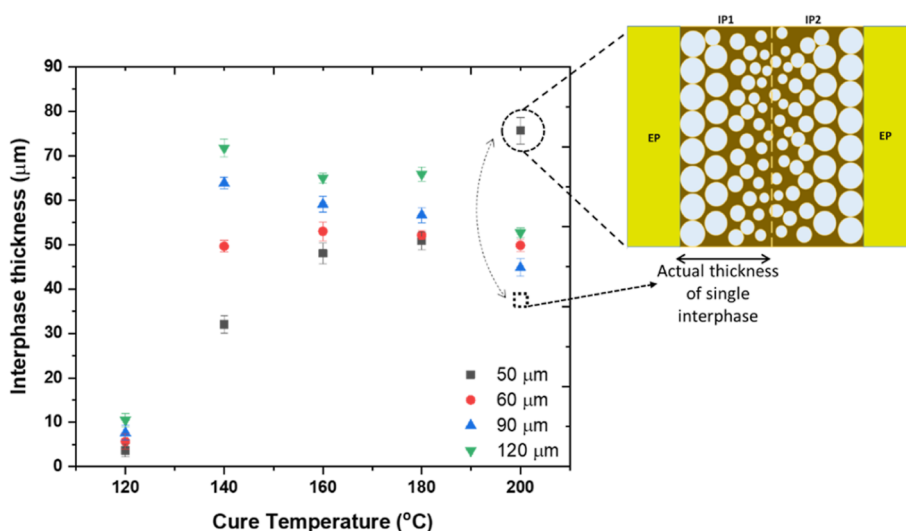 IP1 IP2
EP EP
Actual thickness
of single
interphase
Interphase thickness (μm)
90
80
70
60
50
40
30
20
10
0
50 μm
60 μm
90 μm
120 μm
120 140 160 180 200
Cure Temperature (°C)